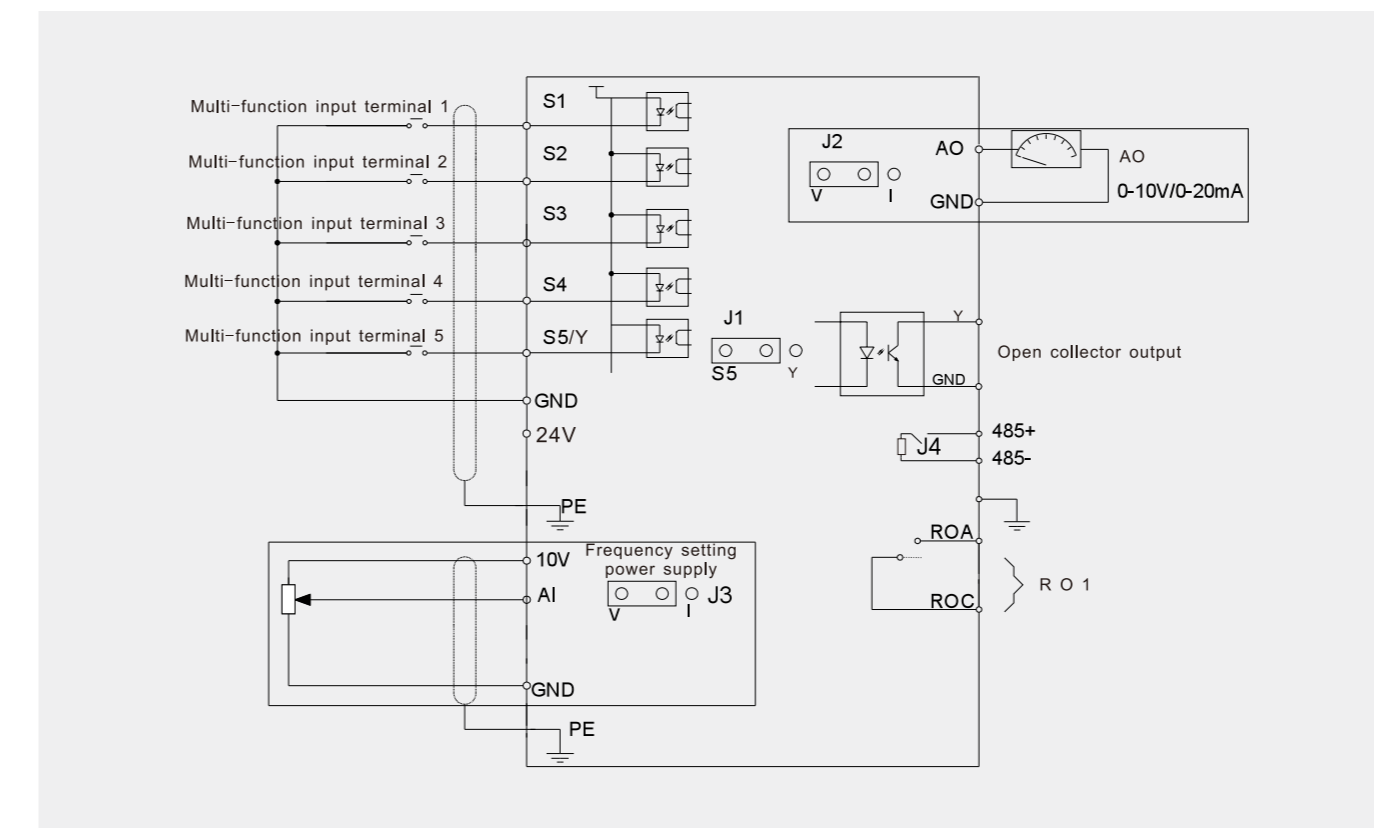 Multi-function input terminal 1
S1
Multi-function input terminal 2
S2
Multi-function input terminal 3
S3
Multi-function input terminal 4
S4
Multi-function input terminal 5
S5/Y
GND
24V
PE
J2
V
I
AO
GND
AO
0-10V/0-20mA
J1
S5
Y
Y
GND
Open collector output
J4
485+
485-
ROA
ROC
RO1
10V
Frequency setting
power supply
AI
V
I
J3
GND
PE